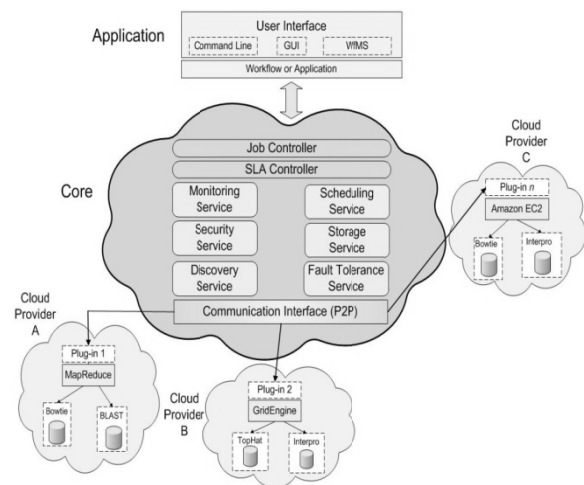 Application
User Interface
Command Line GUI WfMS
Workflow or Application
Core
Job Controller
SLA Controller
Monitoring
Service
Scheduling
Service
Security
Service
Storage
Service
Discovery
Service
Fault Tolerance
Service
Communication Interface (P2P)
Cloud
Provider
A
Plug-in 1
MapReduce
Bowtie
BLAST
Cloud
Provider
B
Plug-in 2
GridEngine
TopHat
Interpro
Cloud
Provider
C
Plug-in n
Amazon EC2
Bowtie
Interpro